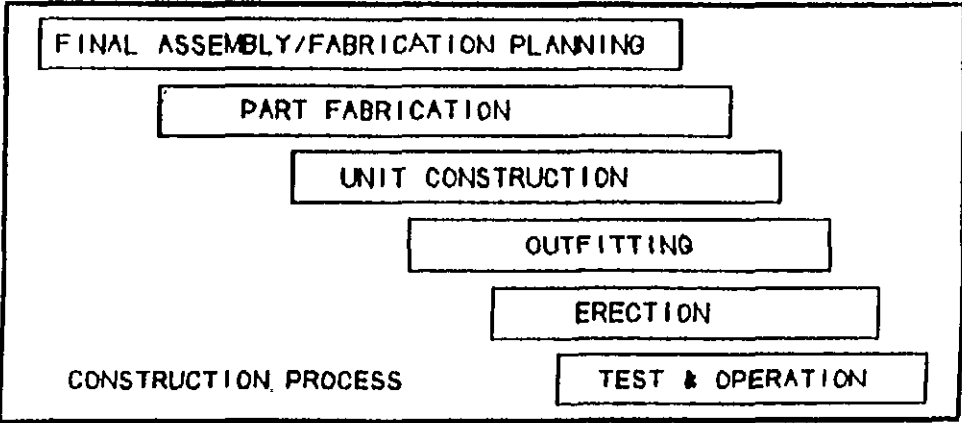 FINAL ASSEMBLY/FABRICATION PLANNING
PART FABRICATION
UNIT CONSTRUCTION
OUTFITTING
ERECTION
CONSTRUCTION PROCESS
TEST & OPERATION